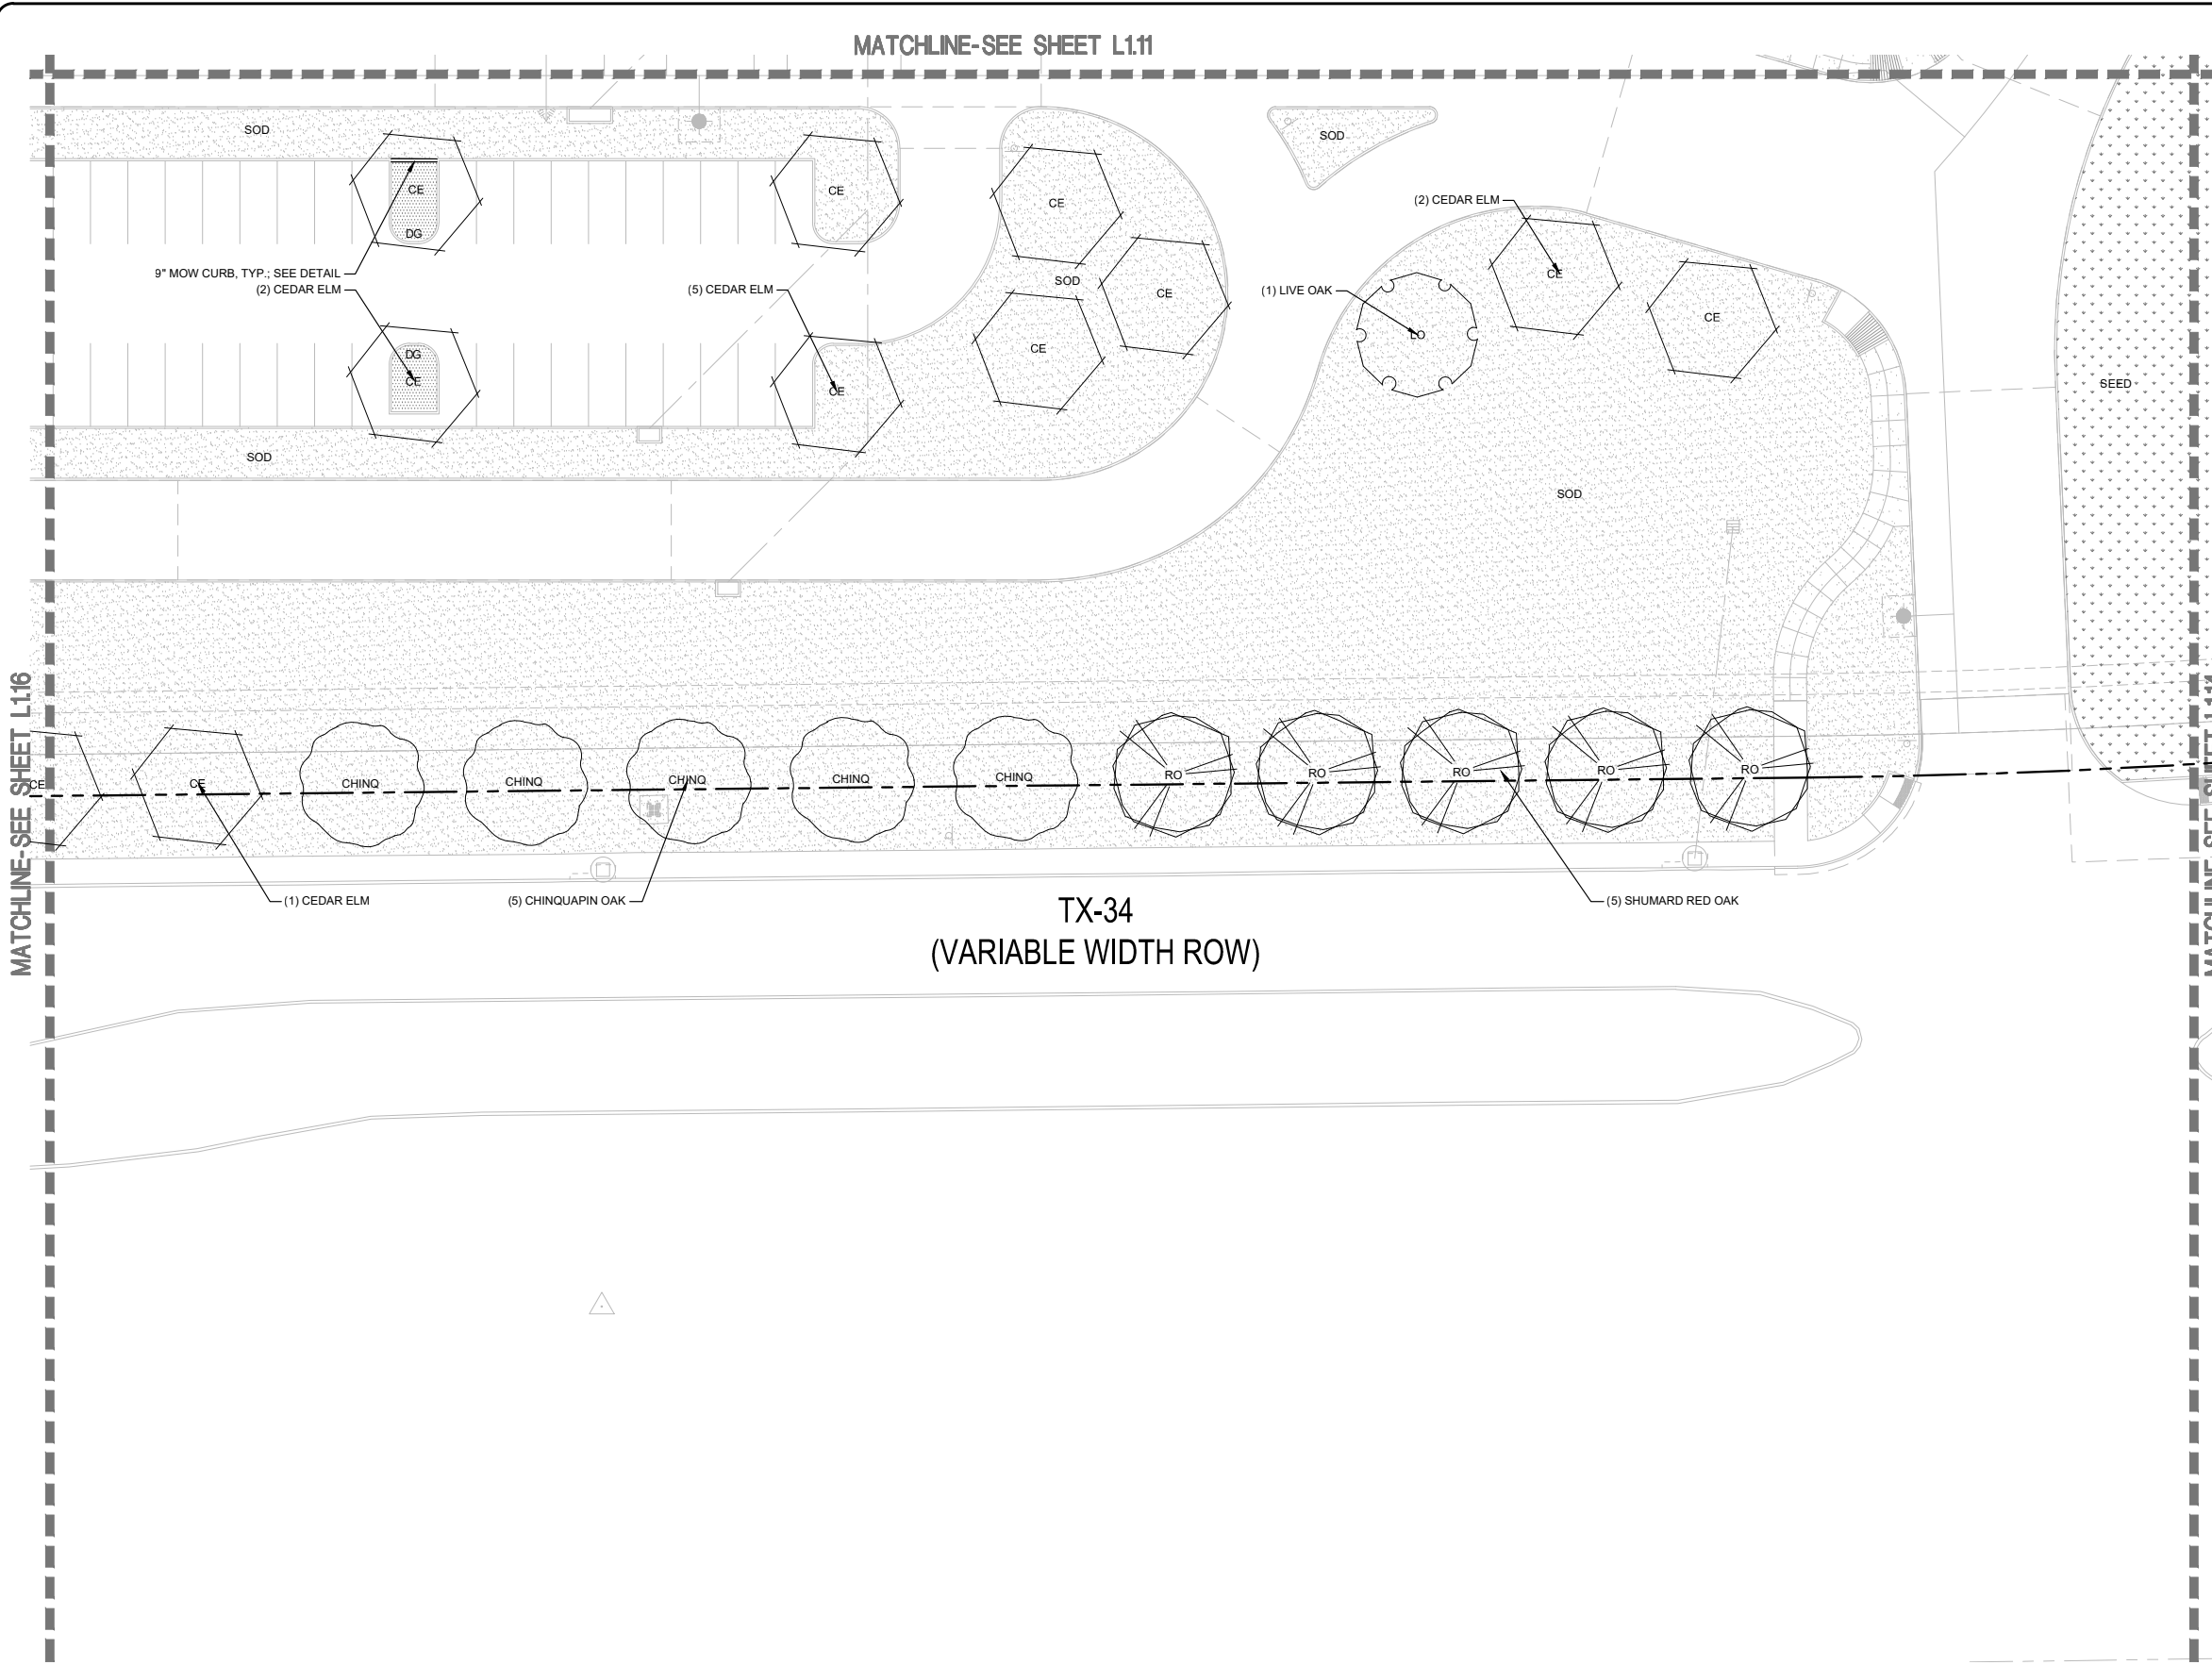 MATCHLINE-SEE SHEET L1.11
SOD
SOD
CE
CE
CE
(2) CEDAR ELM
DG
CE
9" MOW CURB, TYP.; SEE DETAIL
(2) CEDAR ELM
(5) CEDAR ELM
SOD
CE
(1) LIVE OAK
CE
LO
CE
DG
CE
CE
SEED
SOD
SOD
MATCHLINE-SEE SHEET L1.16
CE
CE
CHINQ
CHINQ
CHINQ
CHINQ
CHINQ
RO
RO
RO
RO
RO
(1) CEDAR ELM
(5) CHINQUAPIN OAK
(5) SHUMARD RED OAK
TX-34
(VARIABLE WIDTH ROW)